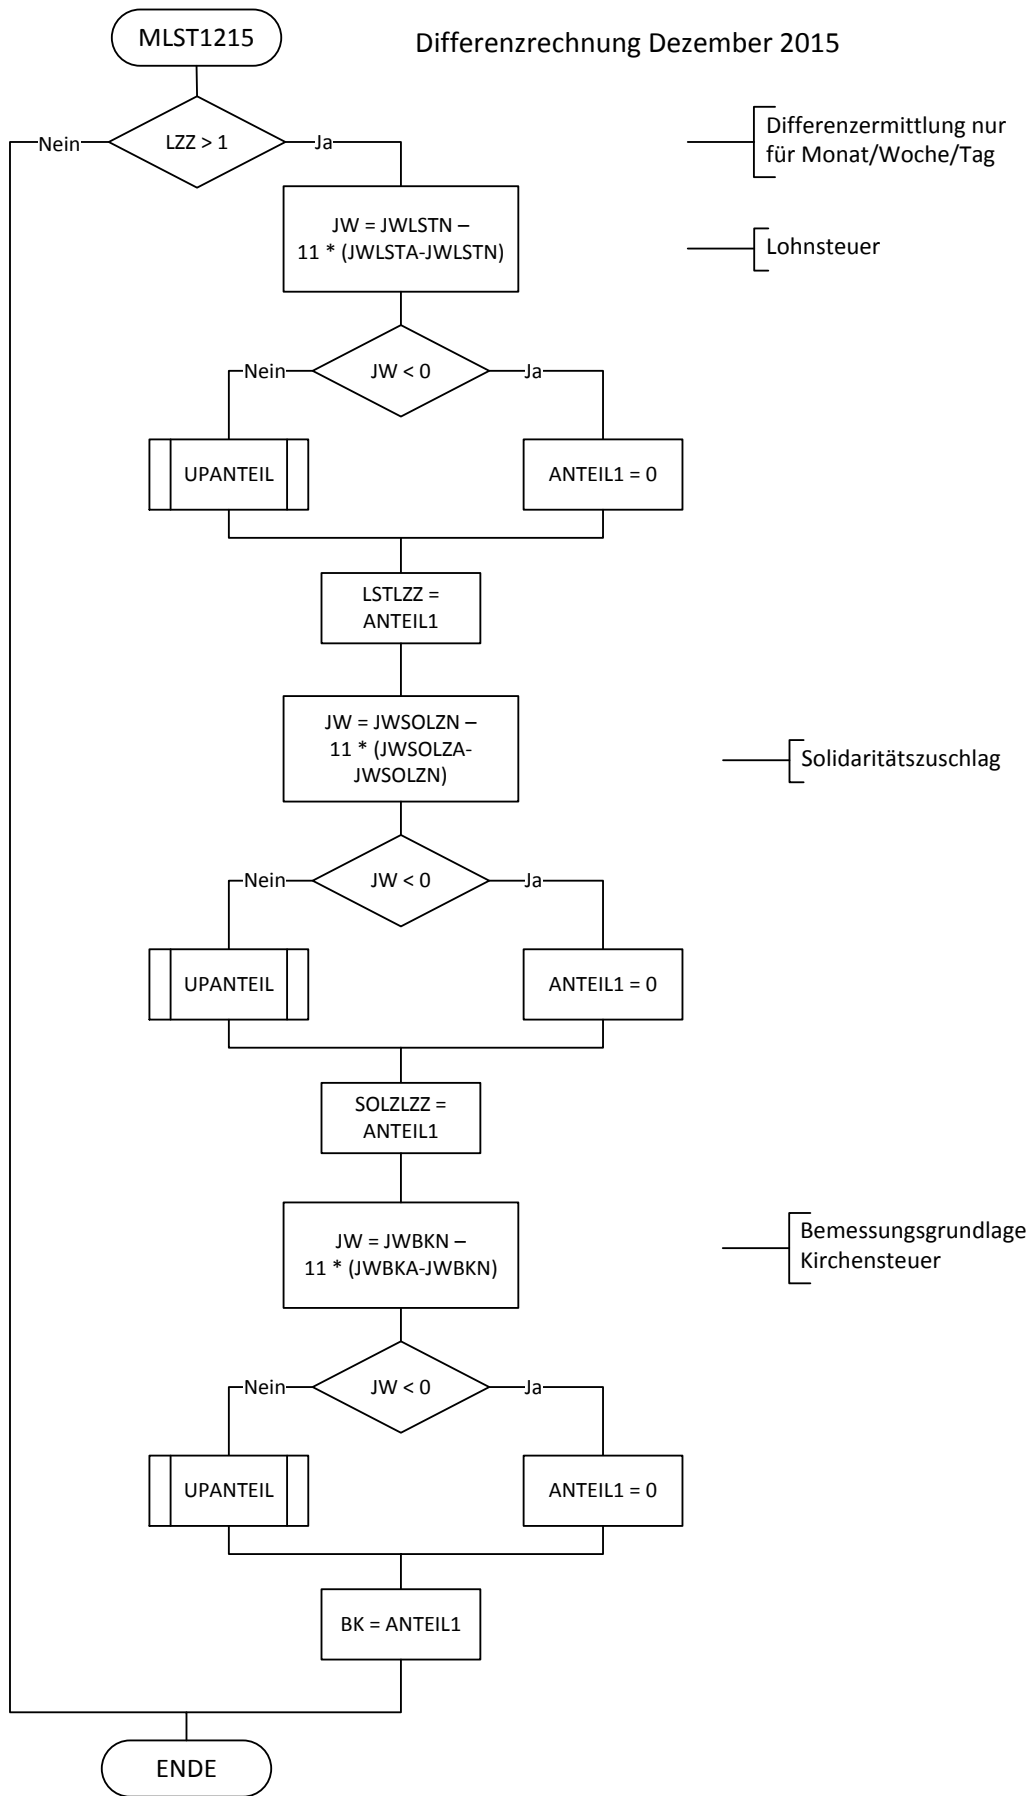 MLST1215
Differenzrechnung Dezember 2015
Nein
LZZ > 1
Ja
Differenzermittlung nur
für Monat/Woche/Tag
JW = JWLSTN –
11 * (JWLSTA-JWLSTN)
Lohnsteuer
Nein
JW < 0
Ja
UPANTEIL
ANTEIL1 = 0
LSTLZZ =
ANTEIL1
JW = JWSOLZN –
11 * (JWSOLZA-
JWSOLZN)
Solidaritätszuschlag
Nein
JW < 0
Ja
UPANTEIL
ANTEIL1 = 0
SOLZLZZ =
ANTEIL1
JW = JWBKN –
11 * (JWBKA-JWBKN)
Bemessungsgrundlage
Kirchensteuer
Nein
JW < 0
Ja
UPANTEIL
ANTEIL1 = 0
BK = ANTEIL1
ENDE